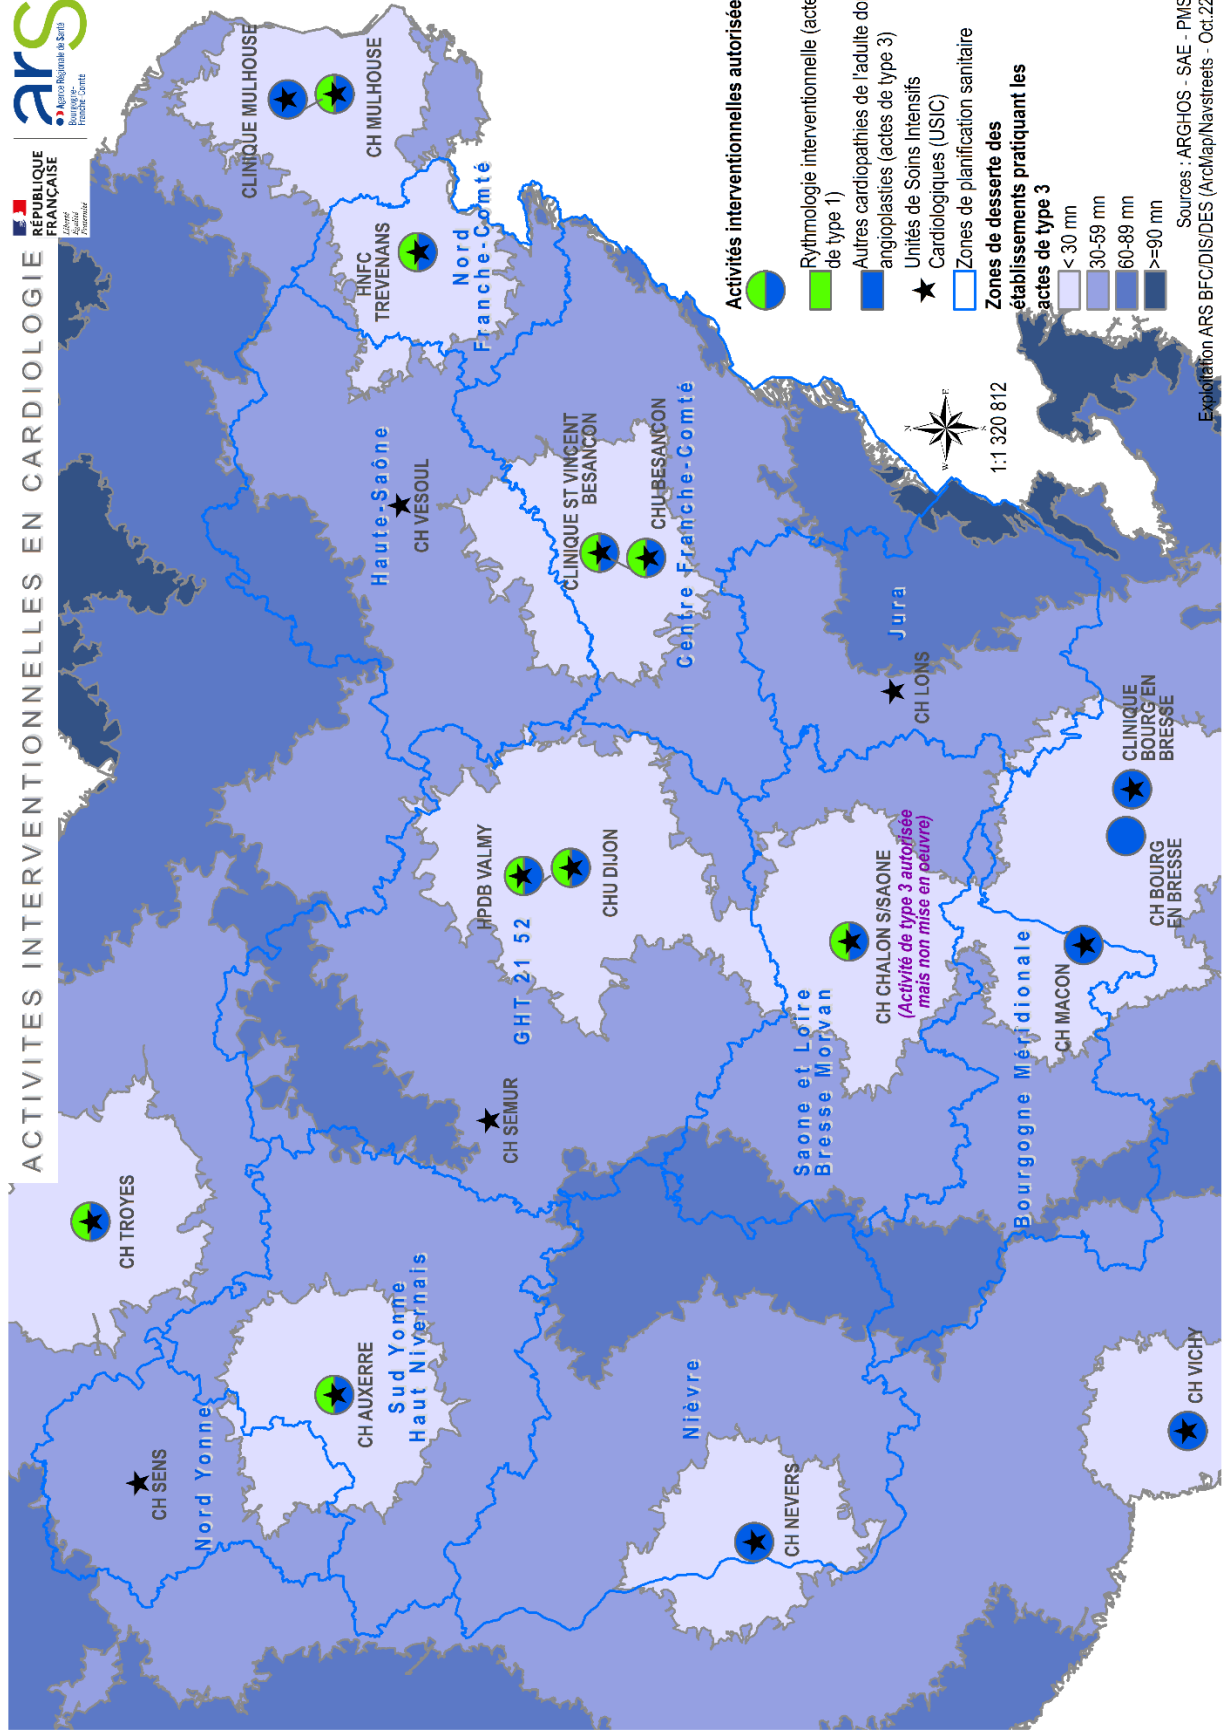 ACTIVITES INTERVENTIONNELLES EN CARDIOLOGIE
RÉPUBLIQUE
FRANÇAISE
Liberté
Égalité
Fraternité
ars
Agence Régionale de Santé
Bourgogne-
Franche-Comté
CH TROYES
CLINIQUE MULHOUSE
CH MULHOUSE
HNFC
TREVENANS
Nord
Franche-Comté
CH SENS
Nord Yonne
CH AUXERRE
Sud Yonne
Haut Nivernais
CH SEMUR
GHT 21 52
HPDB VALMY
CHU DIJON
Haute-Saône
CH VESOUL
CLINIQUE ST VINCENT
BESANCON
CHU BESANCON
Centre Franche-Comté
Nièvre
CH NEVERS
Saone et Loire
Bresse Morvan
CH CHALON S/SAONE
(Activité de type 3 autorisée
mais non mise en oeuvre)
Jura
CH LONS
Bourgogne Méridionale
CH MACON
CH BOURG
EN BRESSE
CLINIQUE
BOURG EN
BRESSE
CH VICHY
N
W
E
S
1:1 320 812
Activités interventionnelles autorisée
Rythmologie interventionnelle (acte
de type 1)
Autres cardiopathies de l'adulte do
angioplasties (actes de type 3)
Unités de Soins Intensifs
Cardiologiques (USIC)
Zones de planification sanitaire
Zones de desserte des
établissements pratiquant les
actes de type 3
< 30 mn
30-59 mn
60-89 mn
>=90 mn
Sources : ARGHOS - SAE - PMS
Exploitation ARS BFC/DIS/DES (ArcMap/Navstreets - Oct.22